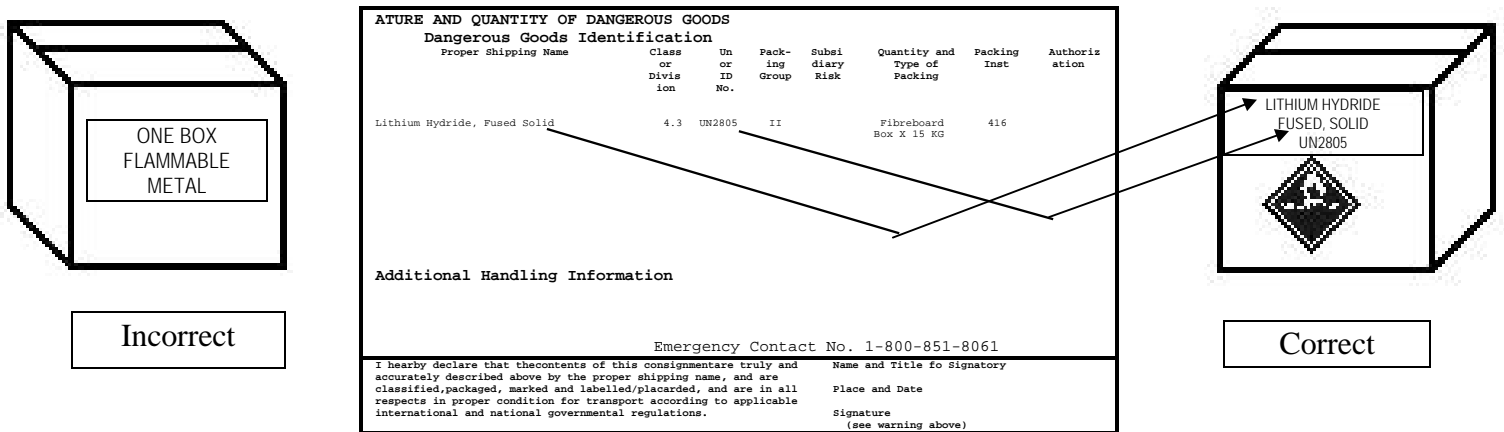 ONE BOX
FLAMMABLE
METAL
Incorrect
ATURE AND QUANTITY OF DANGEROUS GOODS
Dangerous Goods Identification
Proper Shipping Name Class Un Pack- Subsi Quantity and Packing Authoriz
or or ing diary Type of Inst ation
Divis ID Group Risk Packing
ion No.
Lithium Hydride, Fused Solid 4.3 UN2805 II Fibreboard 416
Box X 15 KG
Additional Handling Information
Emergency Contact No. 1-800-851-8061
I hearby declare that thecontents of this consignmentare truly and
accurately described above by the proper shipping name, and are
classified,packaged, marked and labelled/placarded, and are in all
respects in proper condition for transport according to applicable
international and national governmental regulations.
Name and Title fo Signatory
Place and Date
Signature
(see warning above)
LITHIUM HYDRIDE
FUSED, SOLID
UN2805
Correct